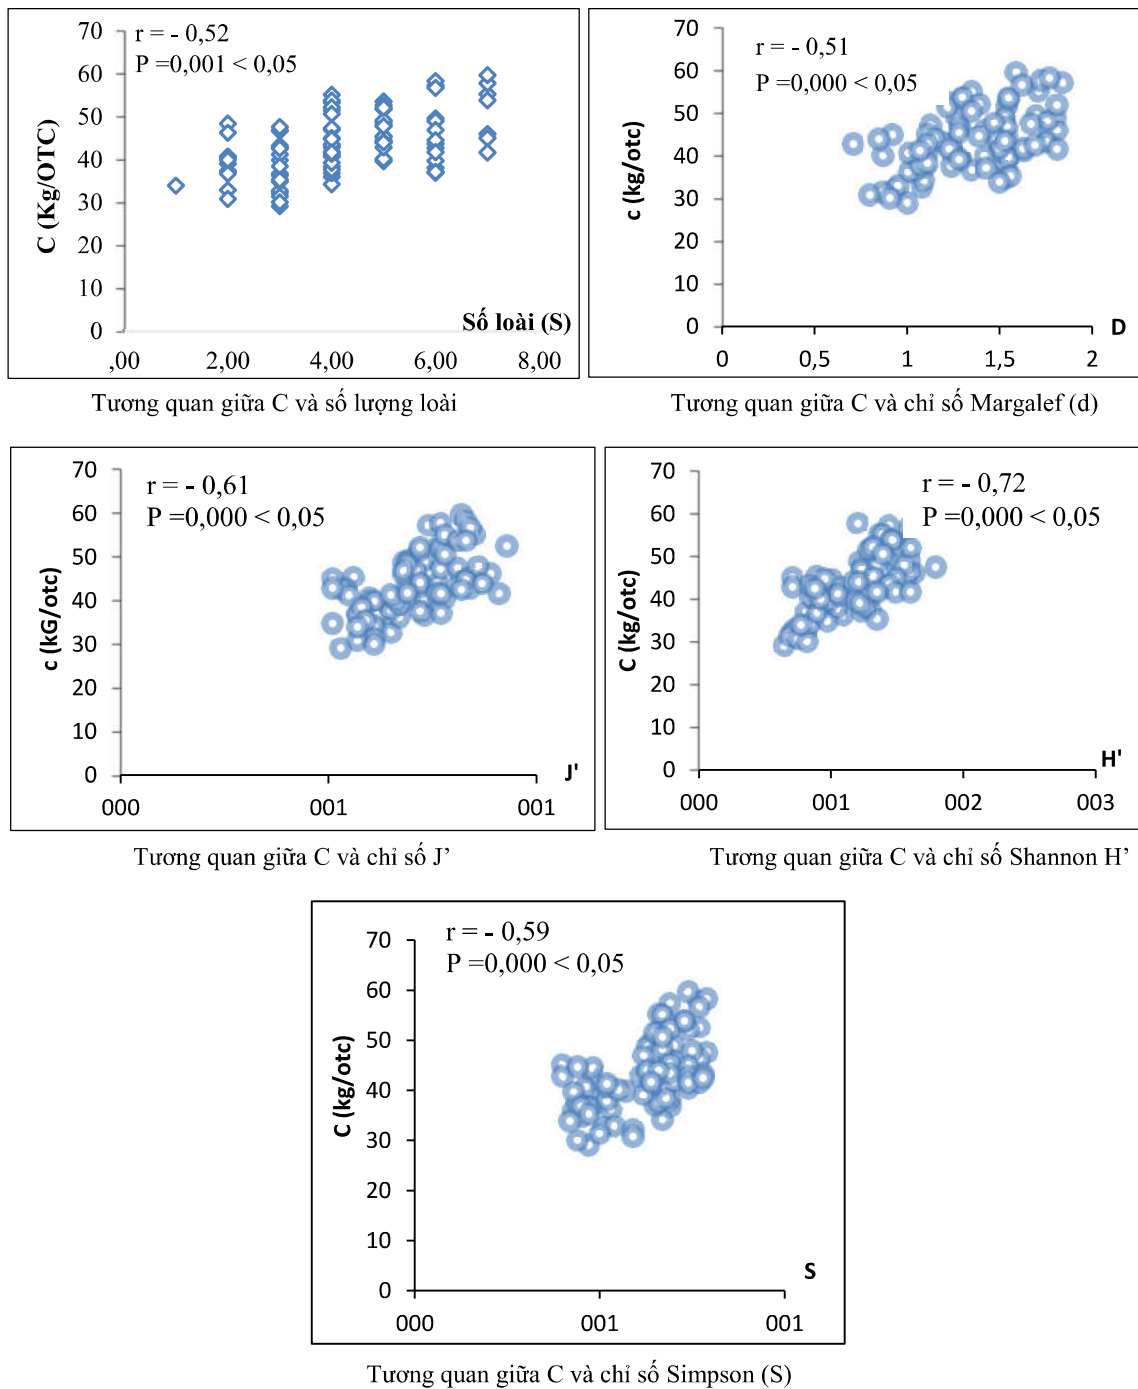 r = - 0,52
P =0,001 < 0,05
C (Kg/OTC)
70
60
50
40
30
20
10
0
Số loài (S)
,00 2,00 4,00 6,00 8,00
Tương quan giữa C và số lượng loài
r = - 0,51
P =0,000 < 0,05
c (kg/otc)
70
60
50
40
30
20
10
0
D
0 0,5 1 1,5 2
Tương quan giữa C và chỉ số Margalef (d)
r = - 0,61
P =0,000 < 0,05
c (kG/otc)
70
60
50
40
30
20
10
0
J'
000 001 001
Tương quan giữa C và chỉ số J’
r = - 0,72
P =0,000 < 0,05
C (kg/otc)
70
60
50
40
30
20
10
0
H'
000 001 002 003
Tương quan giữa C và chỉ số Shannon H’
r = - 0,59
P =0,000 < 0,05
C (kg/otc)
70
60
50
40
30
20
10
0
S
000 001 001
Tương quan giữa C và chỉ số Simpson (S)